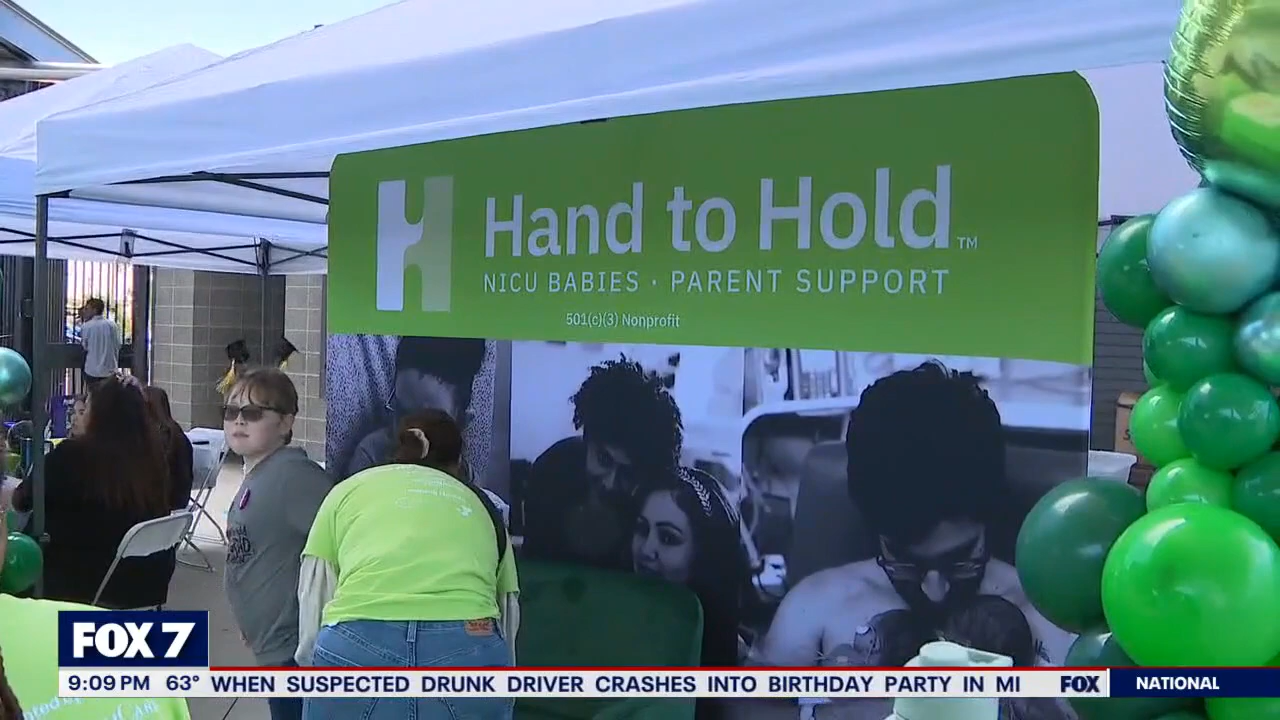 Hand to Hold™
NICU BABIES · PARENT SUPPORT
501(c)(3) Nonprofit
FOX 7
9:09 PM 63° WHEN SUSPECTED DRUNK DRIVER CRASHES INTO BIRTHDAY PARTY IN MI FOX NATIONAL